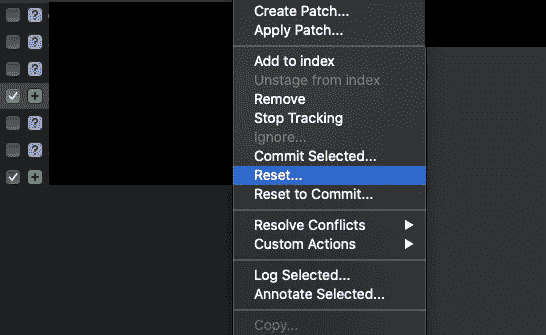 Create Patch...
Apply Patch...
Add to index
Unstage from index
Remove
Stop Tracking
Ignore...
Commit Selected...
Reset...
Reset to Commit...
Resolve Conflicts
Custom Actions
Log Selected...
Annotate Selected...
Copy...